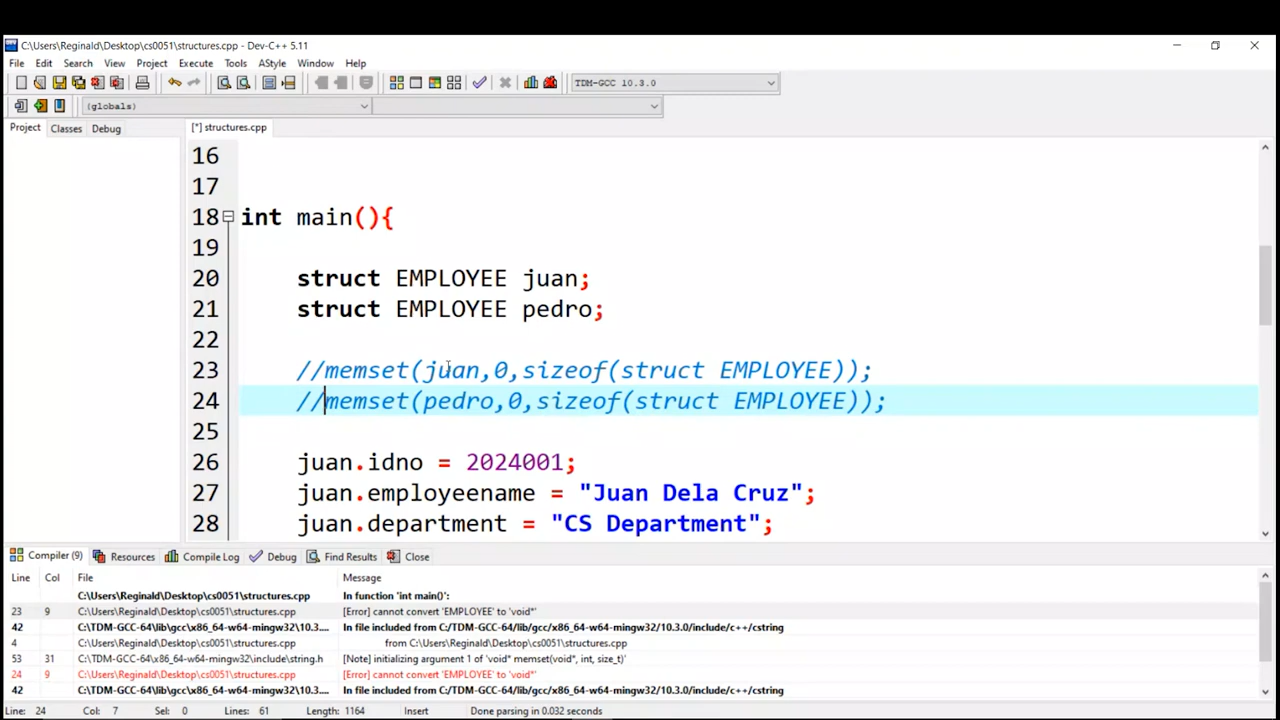 C:\Users\Reginald\Desktop\cs0051\structures.cpp - Dev-C++ 5.11
File Edit Search View Project Execute Tools AStyle Window Help
TDM-GCC 10.3.0
(globals)
Project Classes Debug [*] structures.cpp
16
17
18 int main(){
19
20 struct EMPLOYEE juan;
21 struct EMPLOYEE pedro;
22
23 //memset(juan,0,sizeof(struct EMPLOYEE));
24 //memset(pedro,0,sizeof(struct EMPLOYEE));
25
26 juan.idno = 2024001;
27 juan.employeename = "Juan Dela Cruz";
28 juan.department = "CS Department";
Compiler (9) Resources Compile Log Debug Find Results Close
Line Col File Message
C:\Users\Reginald\Desktop\cs0051\structures.cpp In function 'int main()':
23 9 C:\Users\Reginald\Desktop\cs0051\structures.cpp [Error] cannot convert 'EMPLOYEE' to 'void*'
42 C:\TDM-GCC-64\lib\gcc\x86_64-w64-mingw32\10.3.... In file included from C:/TDM-GCC-64/lib/gcc/x86_64-w64-mingw32/10.3.0/include/c++/cstring
4 C:\Users\Reginald\Desktop\cs0051\structures.cpp from C:\Users\Reginald\Desktop\cs0051\structures.cpp
53 31 C:\TDM-GCC-64\x86_64-w64-mingw32\include\string.h [Note] initializing argument 1 of 'void* memset(void*, int, size_t)'
24 9 C:\Users\Reginald\Desktop\cs0051\structures.cpp [Error] cannot convert 'EMPLOYEE' to 'void*'
42 C:\TDM-GCC-64\lib\gcc\x86_64-w64-mingw32\10.3.... In file included from C:/TDM-GCC-64/lib/gcc/x86_64-w64-mingw32/10.3.0/include/c++/cstring
Line: 24 Col: 7 Sel: 0 Lines: 61 Length: 1164 Insert Done parsing in 0.032 seconds